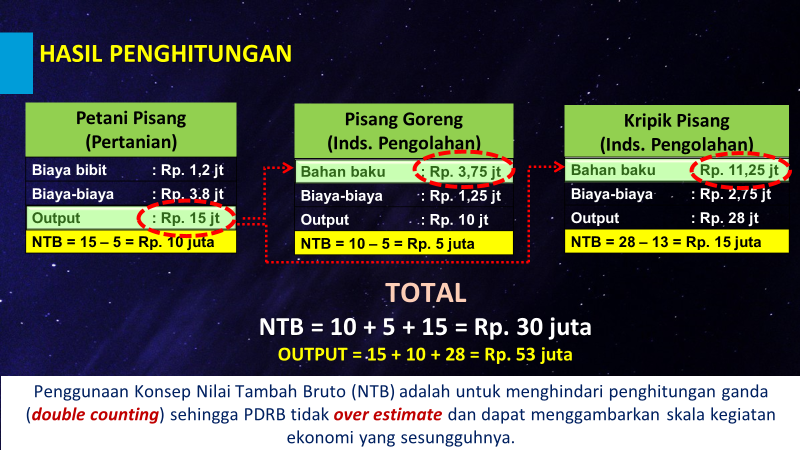 HASIL PENGHITUNGAN
Petani Pisang
(Pertanian)
Biaya bibit : Rp. 1,2 jt
Biaya-biaya : Rp. 3,8 jt
Output : Rp. 15 jt
NTB = 15 – 5 = Rp. 10 juta
Pisang Goreng
(Inds. Pengolahan)
Bahan baku : Rp. 3,75 jt
Biaya-biaya : Rp. 1,25 jt
Output : Rp. 10 jt
NTB = 10 – 5 = Rp. 5 juta
Kripik Pisang
(Inds. Pengolahan)
Bahan baku : Rp. 11,25 jt
Biaya-biaya : Rp. 2,75 jt
Output : Rp. 28 jt
NTB = 28 – 13 = Rp. 15 juta
TOTAL
NTB = 10 + 5 + 15 = Rp. 30 juta
OUTPUT = 15 + 10 + 28 = Rp. 53 juta
Penggunaan Konsep Nilai Tambah Bruto (NTB) adalah untuk menghindari penghitungan ganda
(double counting) sehingga PDRB tidak over estimate dan dapat menggambarkan skala kegiatan
ekonomi yang sesungguhnya.